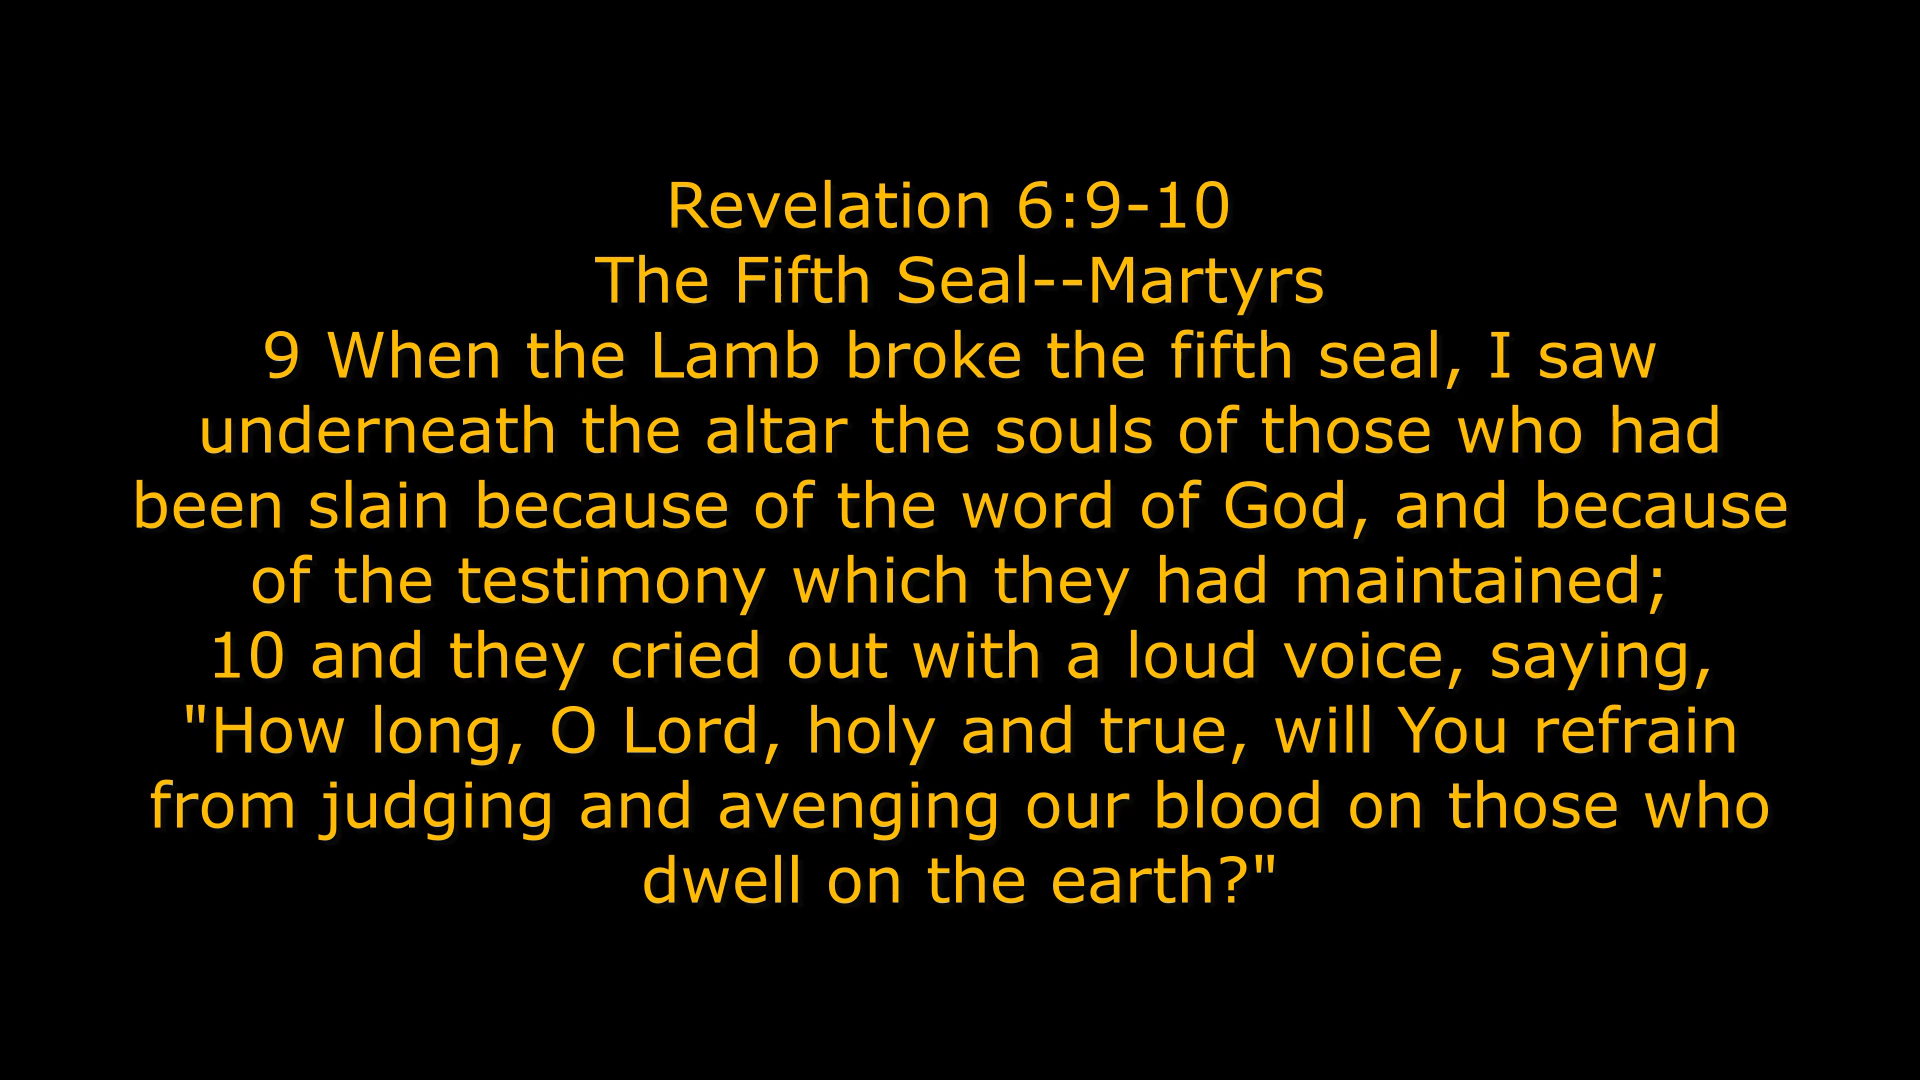 Revelation 6:9-10
The Fifth Seal--Martyrs
9 When the Lamb broke the fifth seal, I saw
underneath the altar the souls of those who had
been slain because of the word of God, and because
of the testimony which they had maintained;
10 and they cried out with a loud voice, saying,
"How long, O Lord, holy and true, will You refrain
from judging and avenging our blood on those who
dwell on the earth?"